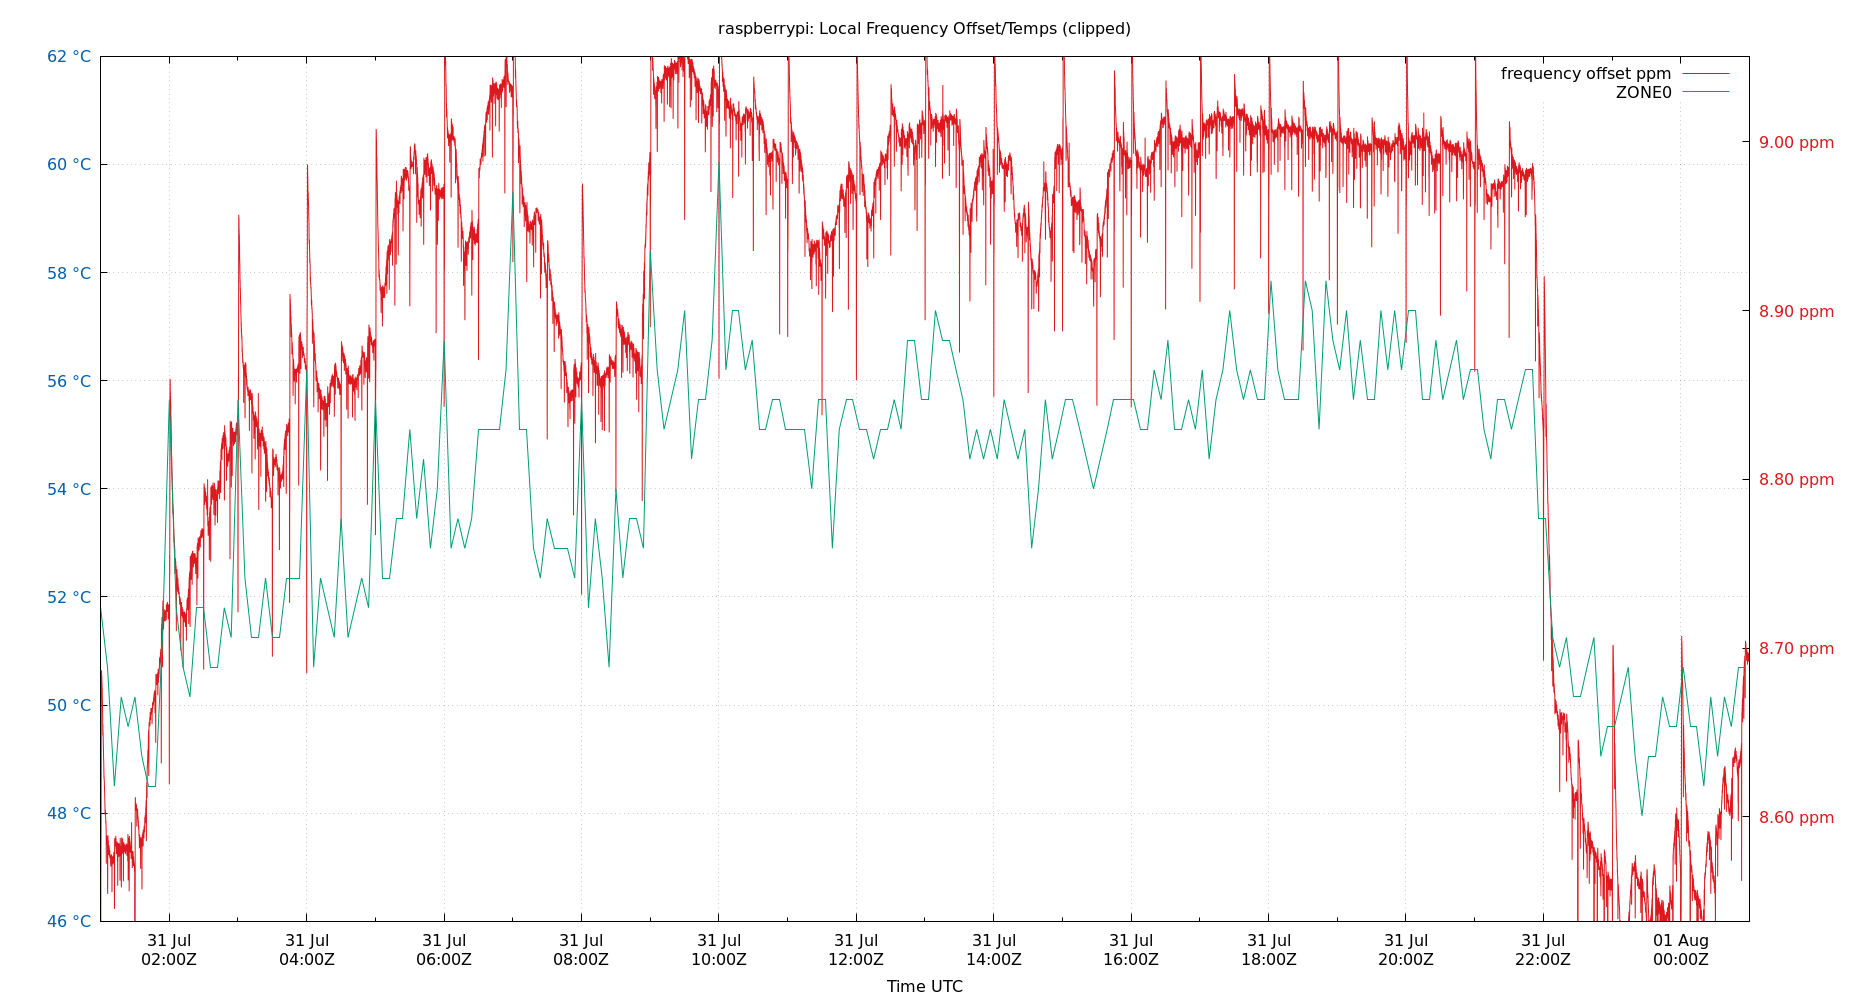 raspberrypi: Local Frequency Offset/Temps (clipped)
frequency offset ppm
ZONE0
62 °C
60 °C
58 °C
56 °C
54 °C
52 °C
50 °C
48 °C
46 °C
9.00 ppm
8.90 ppm
8.80 ppm
8.70 ppm
8.60 ppm
31 Jul 31 Jul 31 Jul 31 Jul 31 Jul 31 Jul 31 Jul 31 Jul 31 Jul 31 Jul 31 Jul 01 Aug
02:00Z 04:00Z 06:00Z 08:00Z 10:00Z 12:00Z 14:00Z 16:00Z 18:00Z 20:00Z 22:00Z 00:00Z
Time UTC